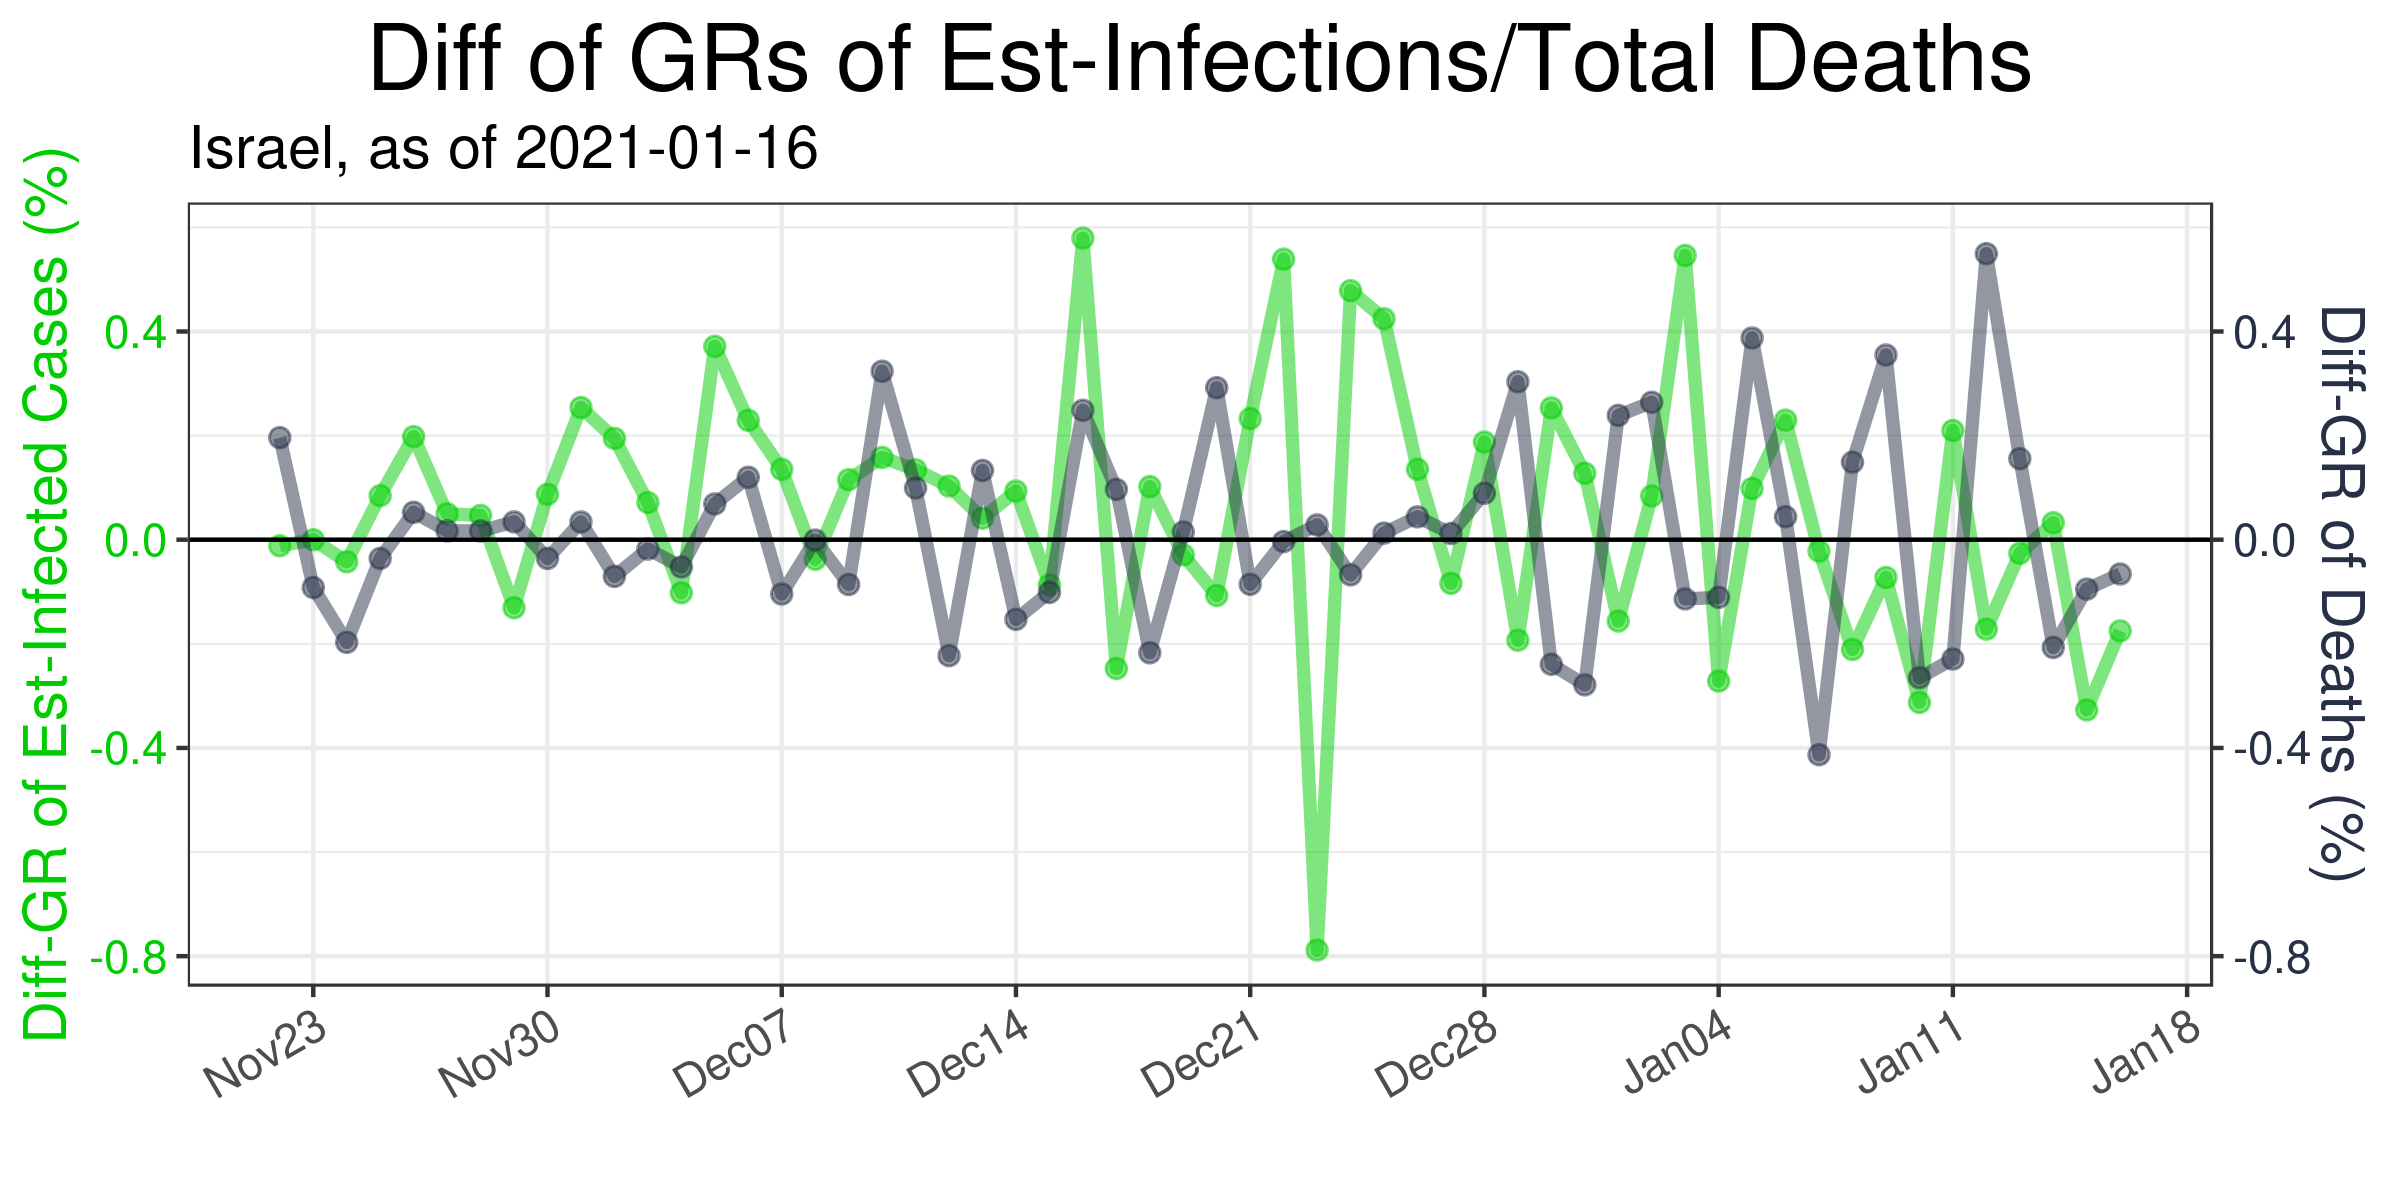 Diff of GRs of Est-Infections/Total Deaths
Israel, as of 2021-01-16
Diff-GR of Est-Infected Cases (%)
0.4
0.0
-0.4
-0.8
0.4
0.0
-0.4
-0.8
Diff-GR of Deaths (%)
Nov23
Nov30
Dec07
Dec14
Dec21
Dec28
Jan04
Jan11
Jan18